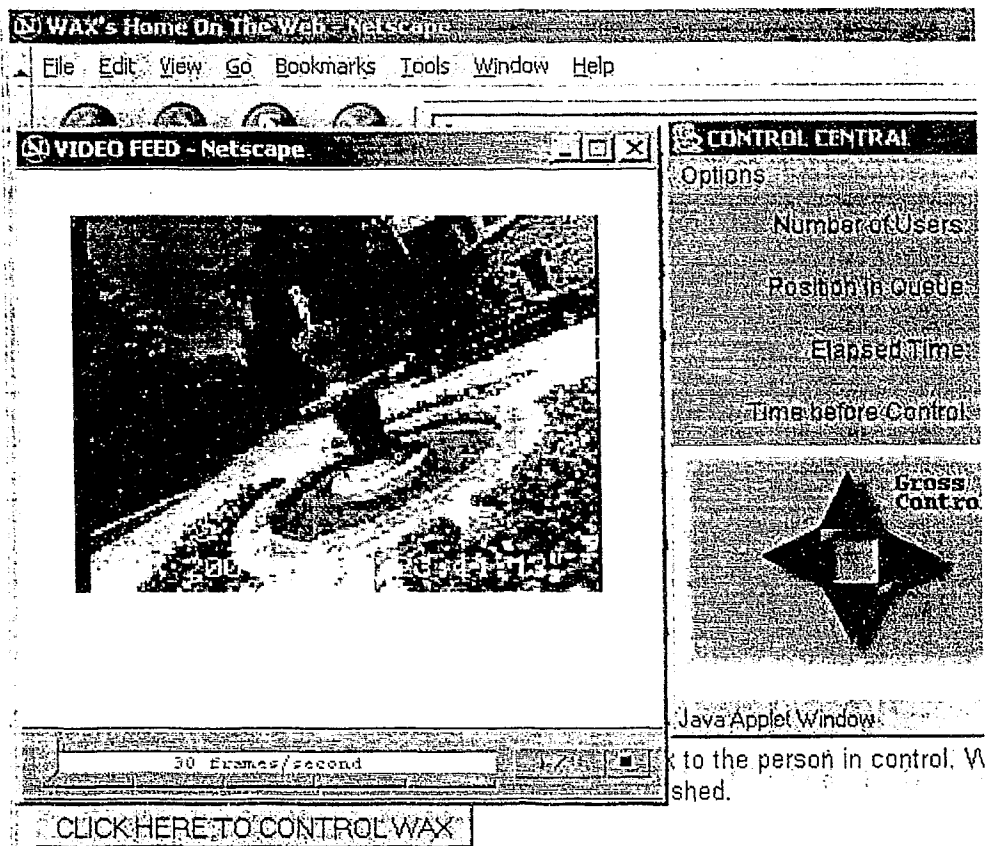 WAX's Home On The Web - Netscape
File Edit View Go Bookmarks Tools Window Help
VIDEO FEED - Netscape
CONTROL CENTRAL
Options
Number of Users
Position in Queue
Elapsed Time
Time before Control
Gross
Contro
Java Applet Window
30 frames/second
to the person in control. W
shed.
CLICK HERE TO CONTROL WAX